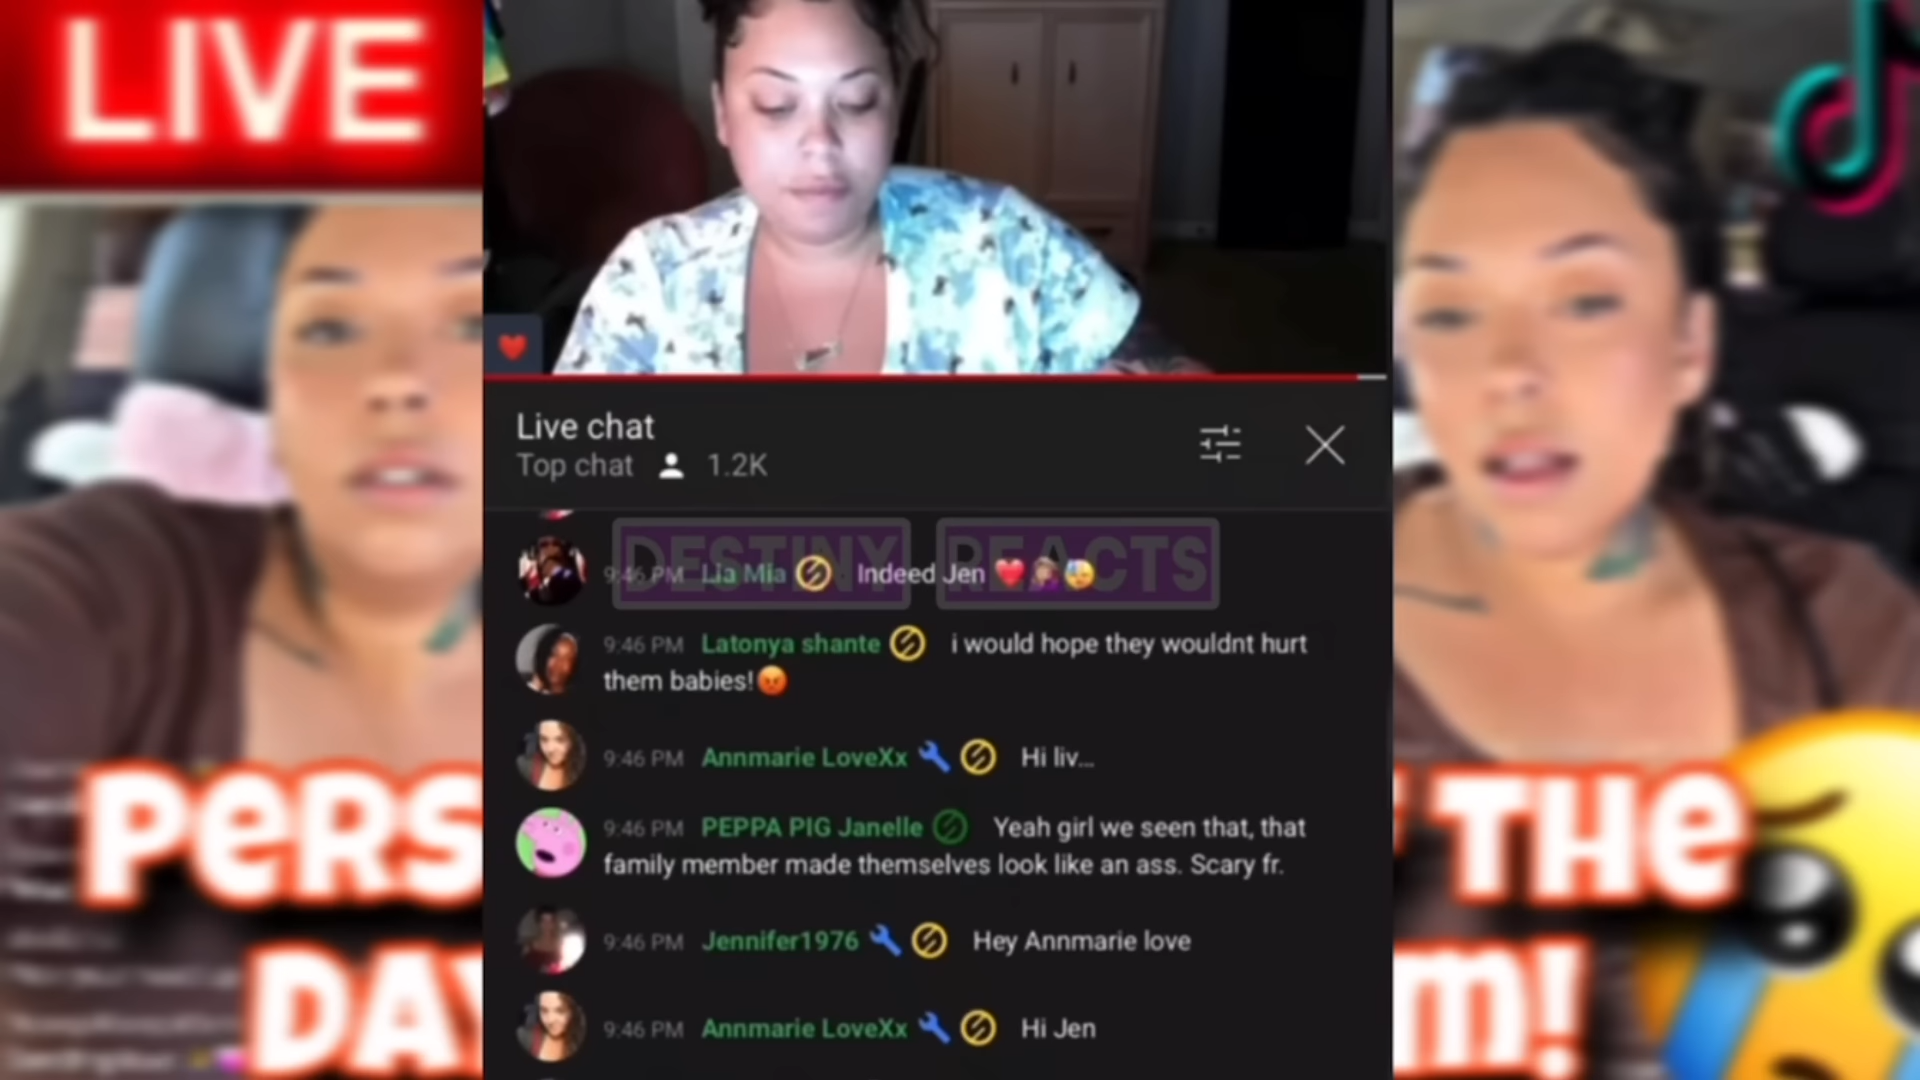 LIVE
Live chat
Top chat 1.2K
DESTINY REACTS
9:46 PM Lia Mia Indeed Jen
9:46 PM Latonya shante i would hope they wouldnt hurt
them babies!
9:46 PM Annmarie LoveXx Hi liv...
9:46 PM PEPPA PIG Janelle Yeah girl we seen that, that
family member made themselves look like an ass. Scary fr.
9:46 PM Jennifer1976 Hey Annmarie love
9:46 PM Annmarie LoveXx Hi Jen
PERS
THE
DAY
M!